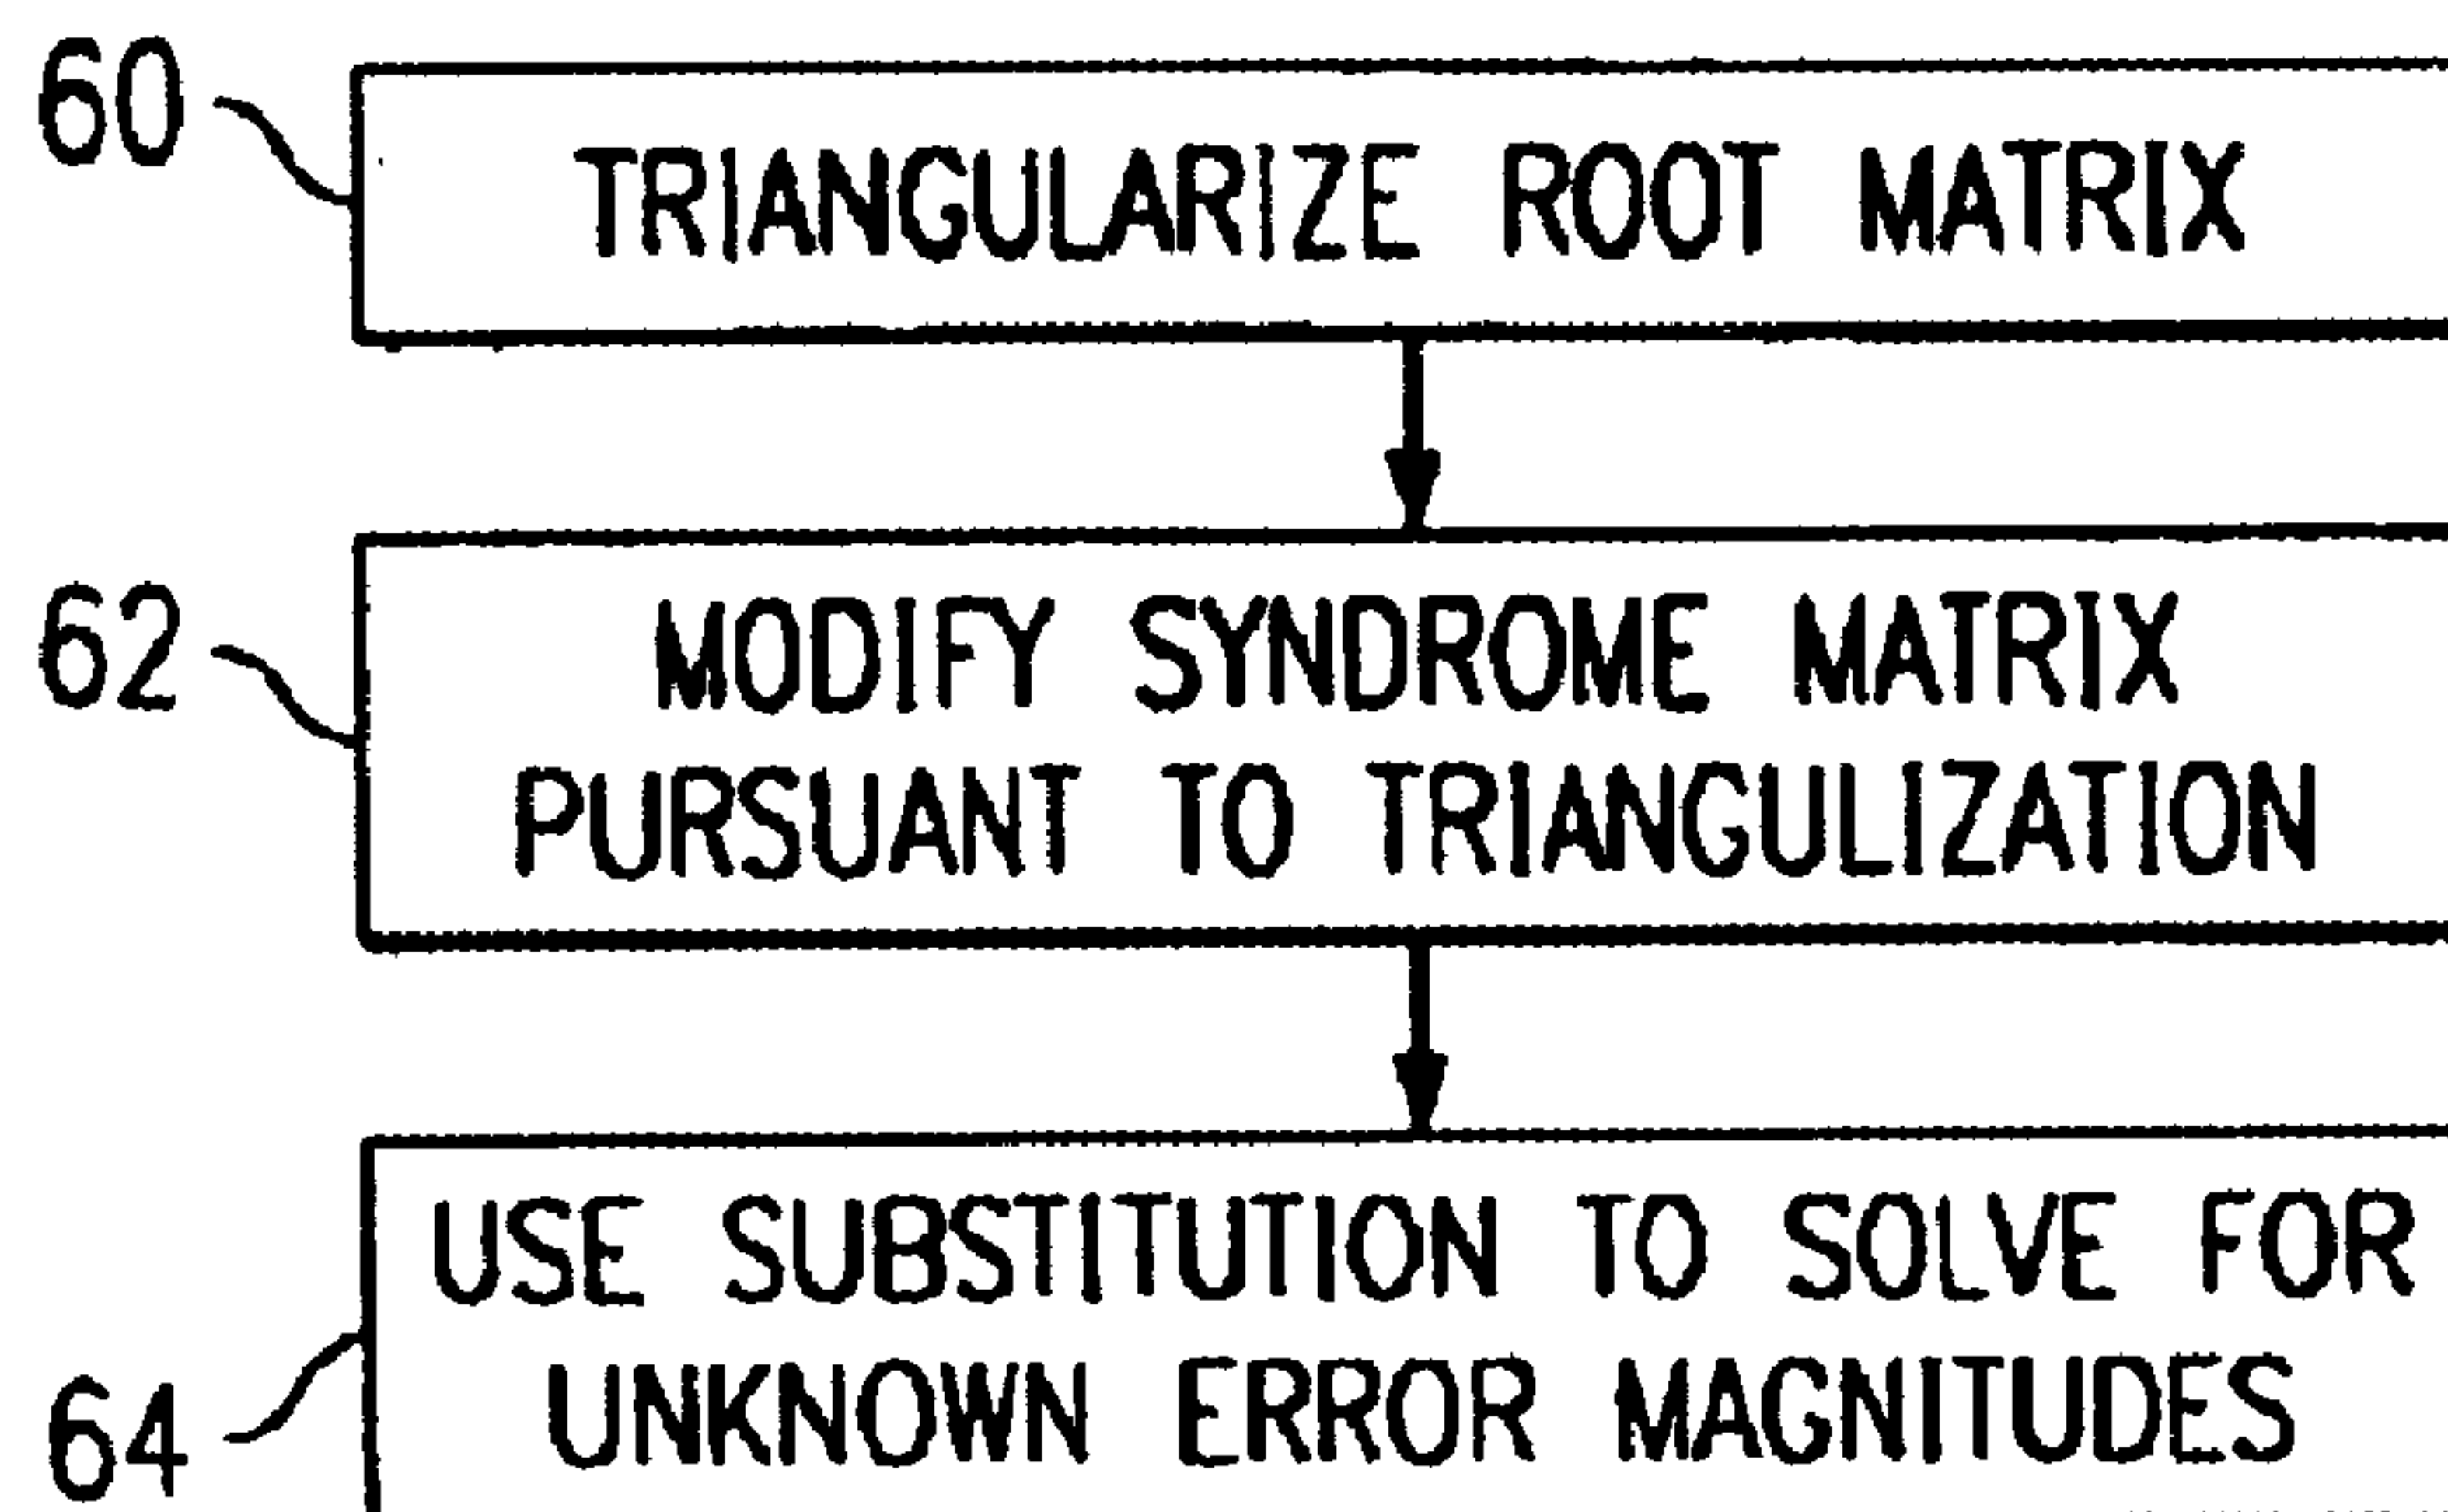 60
TRIANGULARIZE ROOT MATRIX
62
MODIFY SYNDROME MATRIX
PURSUANT TO TRIANGULIZATION
USE SUBSTITUTION TO SOLVE FOR
UNKNOWN ERROR MAGNITUDES
64